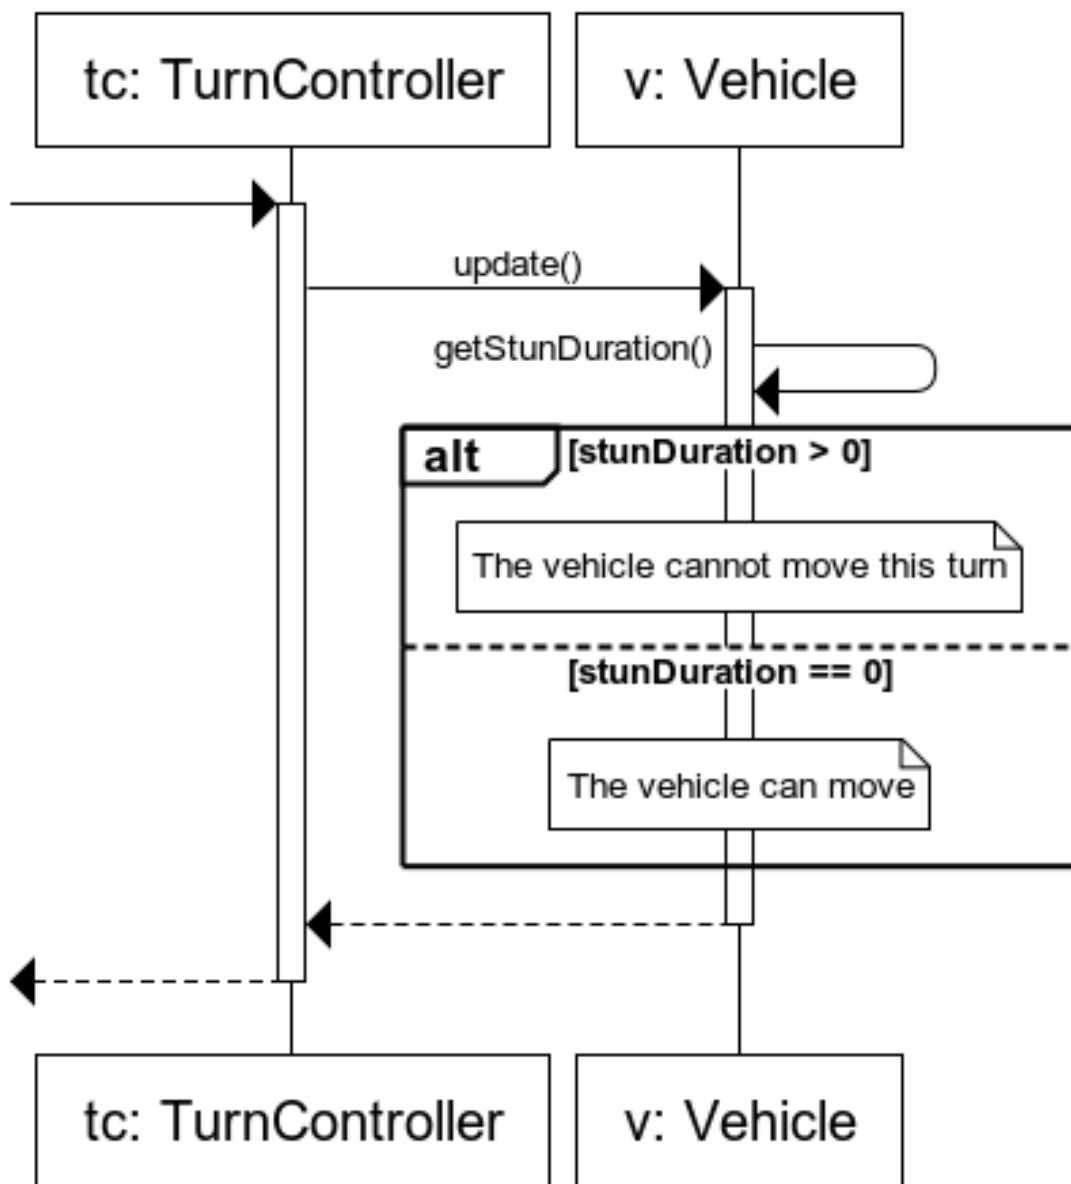 tc: TurnController
v: Vehicle
update()
getStunDuration()
alt
[stunDuration > 0]
The vehicle cannot move this turn
[stunDuration == 0]
The vehicle can move
tc: TurnController
v: Vehicle